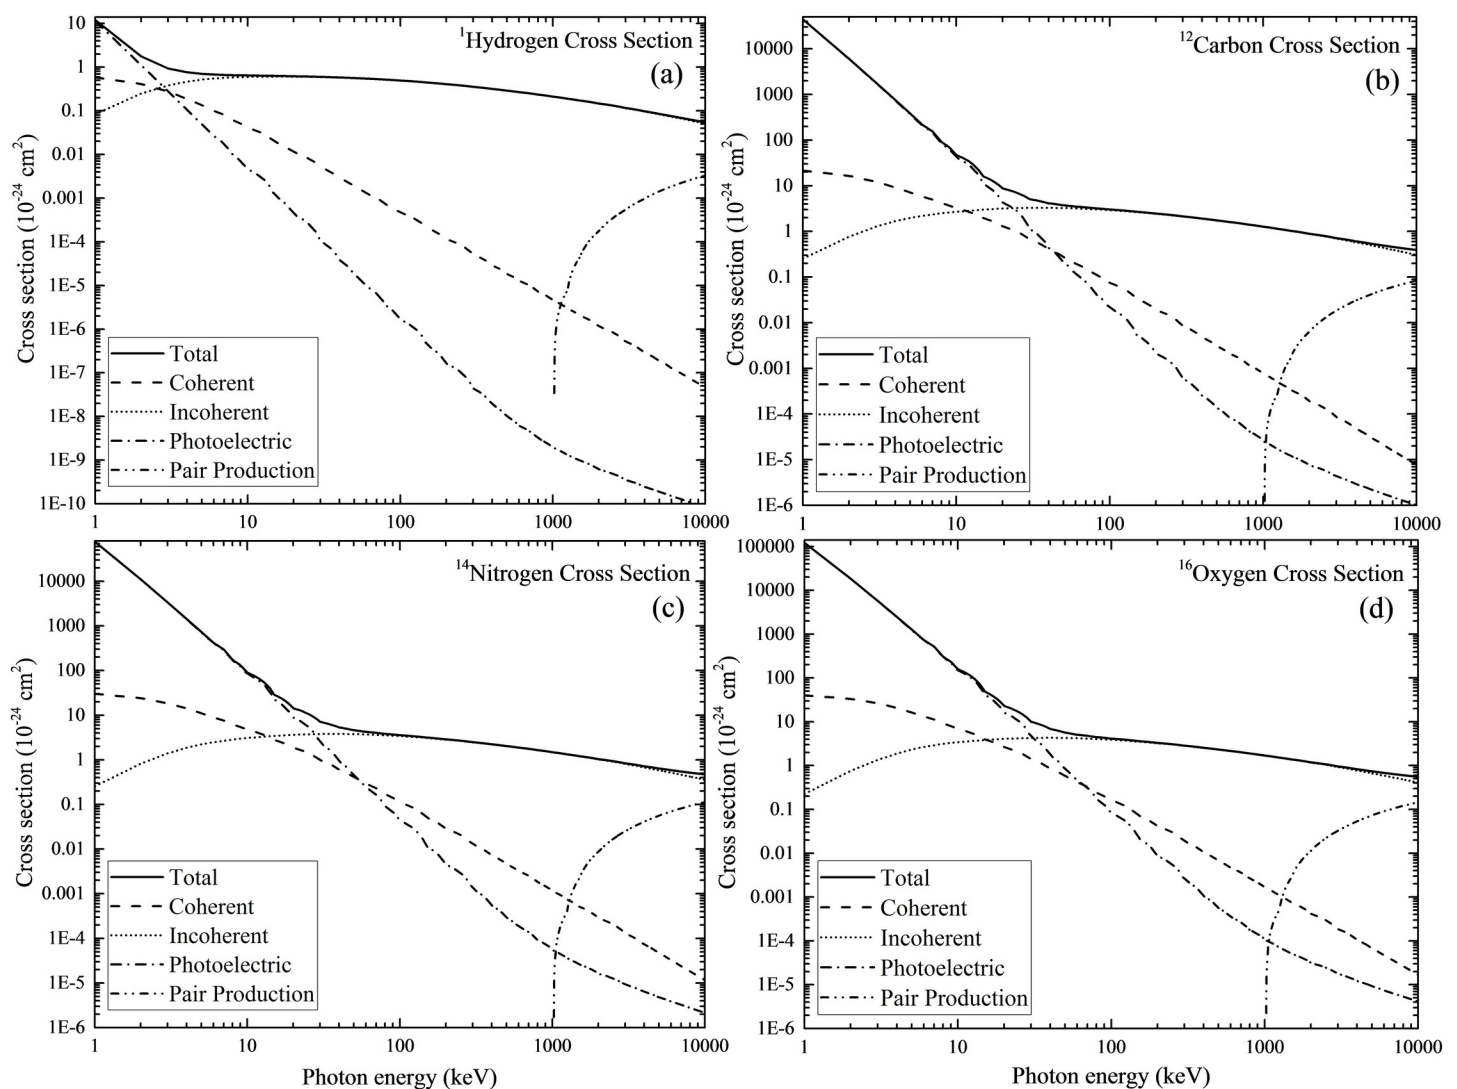 ¹Hydrogen Cross Section
(a)
Cross section (10⁻²⁴ cm²)
10
1
0.1
0.01
0.001
1E-4
1E-5
1E-6
1E-7
1E-8
1E-9
1E-10
Total
Coherent
Incoherent
Photoelectric
Pair Production
1 10 100 1000 10000
¹²Carbon Cross Section
(b)
Cross section (10⁻²⁴ cm²)
10000
1000
100
10
1
0.1
0.01
0.001
1E-4
1E-5
1E-6
Total
Coherent
Incoherent
Photoelectric
Pair Production
1 10 100 1000 10000
¹⁴Nitrogen Cross Section
(c)
Cross section (10⁻²⁴ cm²)
10000
1000
100
10
1
0.1
0.01
0.001
1E-4
1E-5
1E-6
Total
Coherent
Incoherent
Photoelectric
Pair Production
1 10 100 1000 10000
Photon energy (keV)
¹⁶Oxygen Cross Section
(d)
Cross section (10⁻²⁴ cm²)
100000
10000
1000
100
10
1
0.1
0.01
0.001
1E-4
1E-5
1E-6
Total
Coherent
Incoherent
Photoelectric
Pair Production
1 10 100 1000 10000
Photon energy (keV)